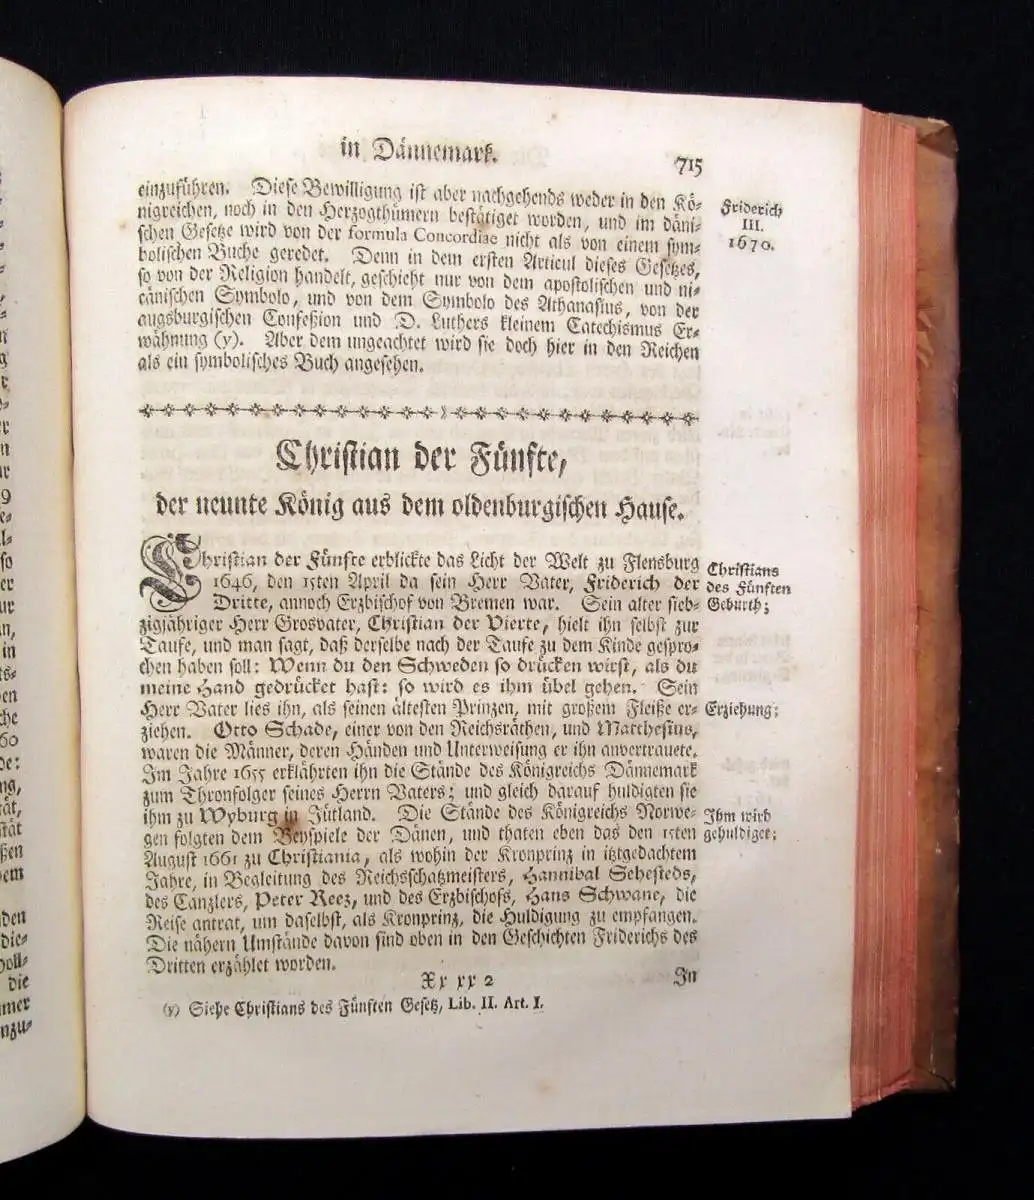 in Dännemark.
715
einzuführen. Diese Bewilligung ist aber nachgehends weder in den Kö-
nigreichen, noch in den Herzogthümern bestätiget worden, und im däni-
schen Gesetze wird von der formula Concordiae nicht als von einem sym-
bolischen Buche geredet. Denn in dem ersten Articul dieses Gesetzes,
so von der Religion handelt, geschicht nur von dem apostolischen und ni-
cänischen Symbolo, und von dem Symbolo des Athanasius, von der
augsburgischen Confeßion und D. Luthers kleinem Catechismus Er-
wähnung (y). Aber dem ungeachtet wird sie doch hier in den Reichen
als ein symbolisches Buch angesehen.
Friderich
III.
1670.
Christian der Fünfte,
der neunte König aus dem oldenburgischen Hause.
Christian der Fünfte erblickte das Licht der Welt zu Flensburg
1646, den 15ten April da sein Herr Vater, Friderich der
Dritte, annoch Erzbischof von Bremen war. Sein alter sieb-
zigjähriger Herr Grosvater, Christian der Vierte, hielt ihn selbst zur
Taufe, und man sagt, daß derselbe nach der Taufe zu dem Kinde gespro-
chen haben soll: Wenn du den Schweden so drücken wirst, als du
meine Hand gedrücket hast: so wird es ihm übel gehen. Sein
Herr Vater lies ihn, als seinen ältesten Prinzen, mit großem Fleiße er-
ziehen. Otto Schade, einer von den Reichsräthen, und Matthesius,
waren die Männer, deren Händen und Unterweisung er ihn anvertrauete.
Im Jahre 1655 erklährten ihn die Stände des Königreichs Dännemark
zum Thronfolger seines Herrn Vaters; und gleich darauf huldigten sie
ihm zu Wyburg in Jütland. Die Stände des Königreichs Norwe-
gen folgten dem Beyspiele der Dänen, und thaten eben das den 15ten
August 1661 zu Christiania, als wohin der Kronprinz in itztgedachtem
Jahre, in Begleitung des Reichsschatzmeisters, Hannibal Sehesteds,
des Canzlers, Peter Reez, und des Erzbischofs, Hans Schwane, die
Reise antrat, um daselbst, als Kronprinz, die Huldigung zu empfangen.
Die nähern Umstände davon sind oben in den Geschichten Friderichs des
Dritten erzählet worden.
Christians
des Fünften
Geburth;
Erziehung;
Ihm wird
gehuldiget;
Xx xx 2
In
(y) Siehe Christians des Fünften Gesetz, Lib. II. Art. I.